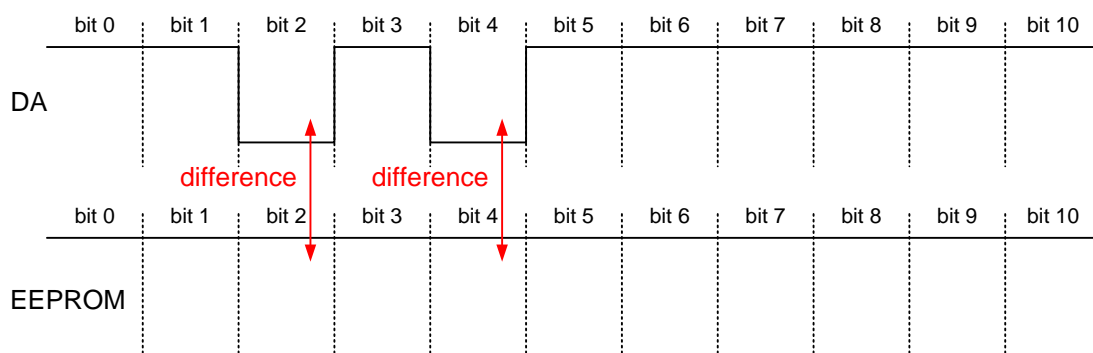 bit 0 bit 1 bit 2 bit 3 bit 4 bit 5 bit 6 bit 7 bit 8 bit 9 bit 10
DA
difference difference
bit 0 bit 1 bit 2 bit 3 bit 4 bit 5 bit 6 bit 7 bit 8 bit 9 bit 10
EEPROM